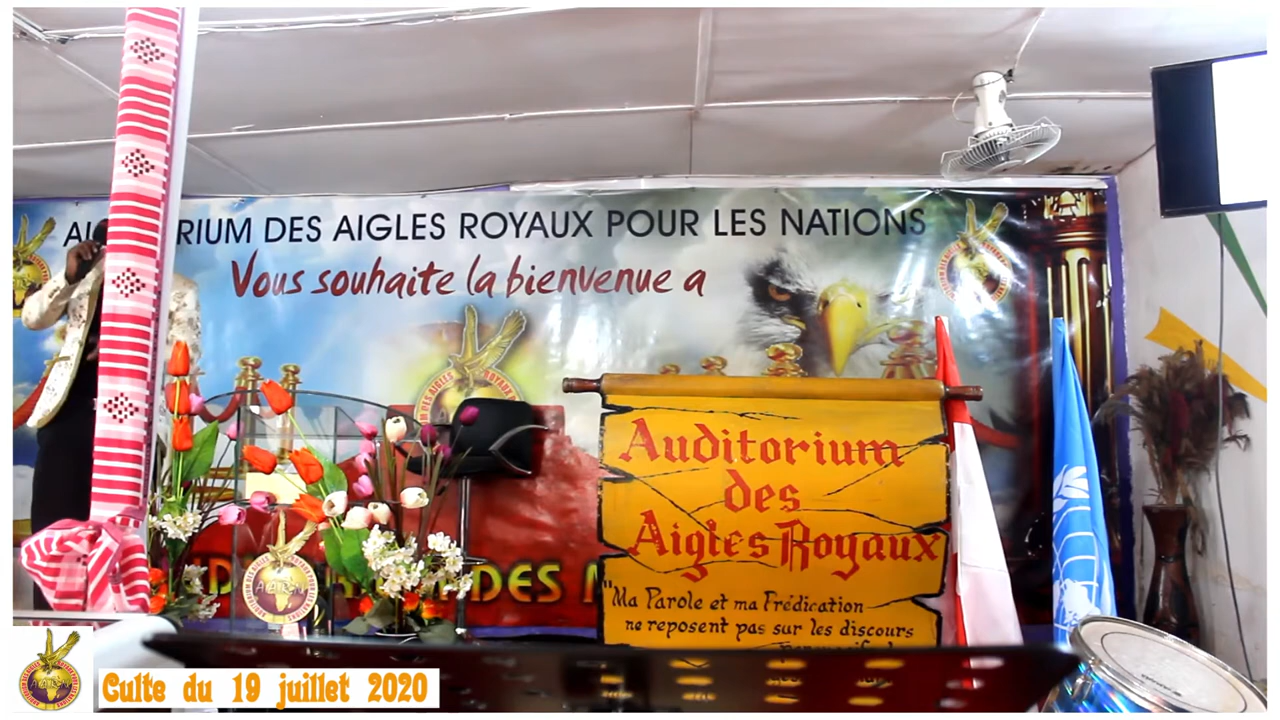 RIUM DES AIGLES ROYAUX POUR LES NATIONS
Vous souhaite la bienvenue a
Auditorium
des
Aigles Royaux
"Ma Parole et ma Prédication
ne reposent pas sur les discours
DES
Culte du 19 juillet 2020